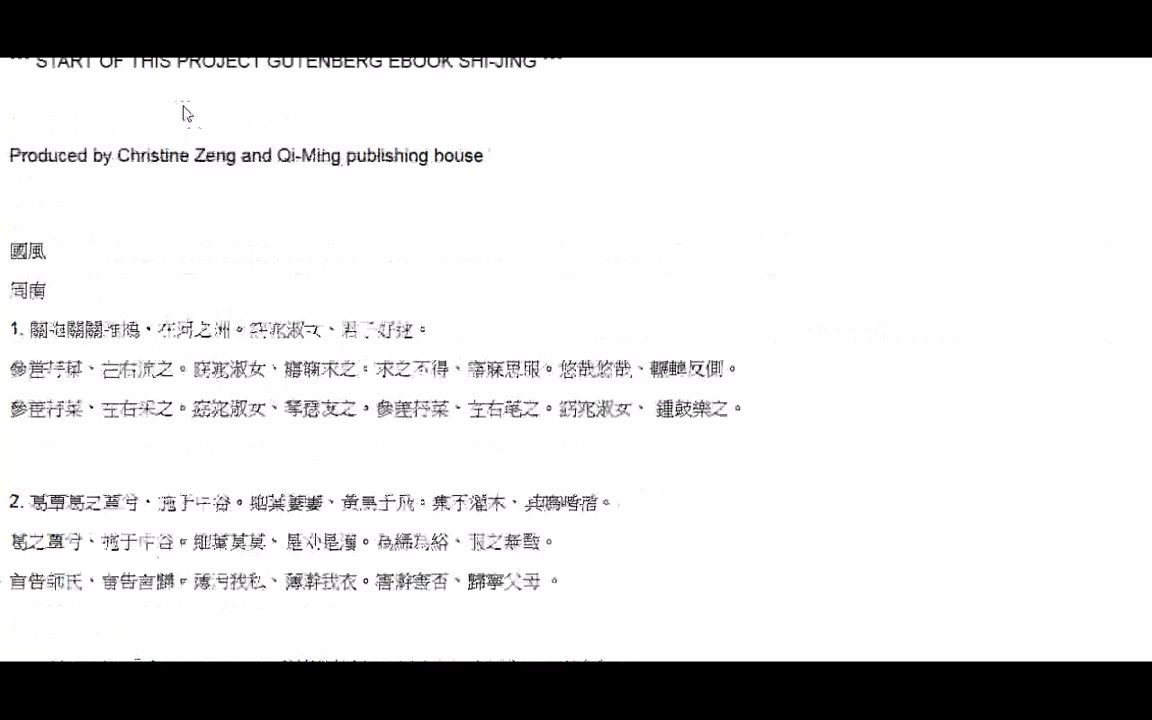 *** START OF THIS PROJECT GUTENBERG EBOOK SHI-JING ***
Produced by Christine Zeng and Qi-Ming publishing house
國風
周南
1. 關雎關關雎鳩、在河之洲。窈窕淑女、君子好逑。
參差荇菜、左右流之。窈窕淑女、寤寐求之。求之不得、寤寐思服。悠哉悠哉、輾轉反側。
參差荇菜、左右采之。窈窕淑女、琴瑟友之。參差荇菜、左右芼之。窈窕淑女、 鍾鼓樂之。
2. 葛覃葛之覃兮、施于中谷。維葉萋萋、黃鳥于飛。集于灌木、其鳴喈喈。
葛之覃兮、施于中谷。維葉莫莫、是刈是濩。為絺為綌、服之無斁。
言告師氏、言告言歸。薄污我私、薄澣我衣。害澣害否、歸寧父母 。